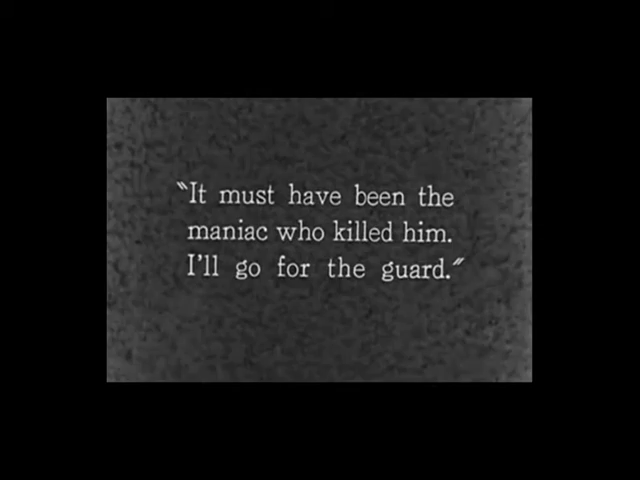 "It must have been the
maniac who killed him.
I'll go for the guard."